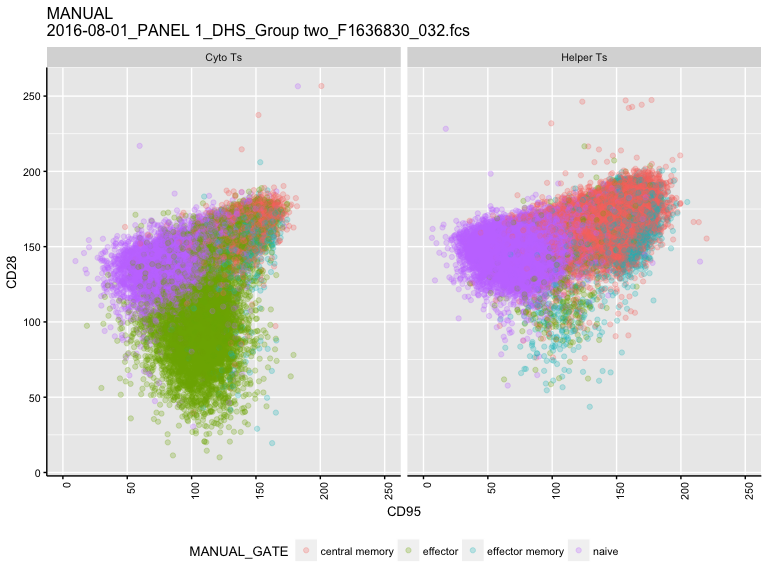 MANUAL
2016-08-01_PANEL 1_DHS_Group two_F1636830_032.fcs
Cyto Ts
Helper Ts
CD28
250
200
150
100
50
0
0
50
100
150
200
250
0
50
100
150
200
250
CD95
MANUAL_GATE central memory effector effector memory naive